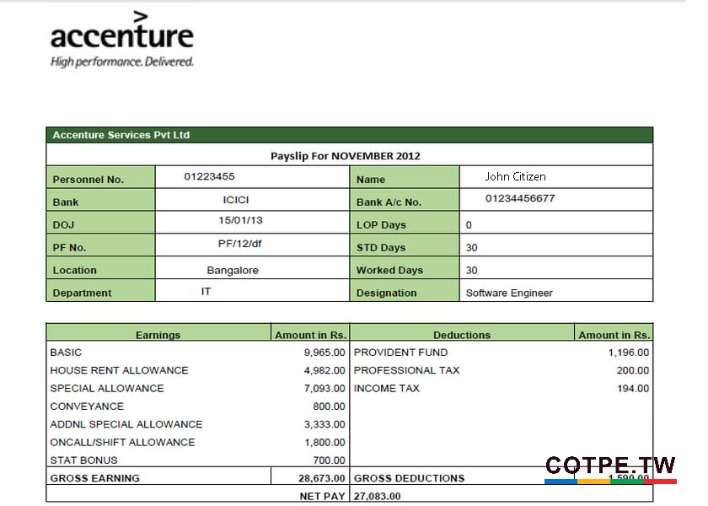 accenture
High performance. Delivered.
Accenture Services Pvt Ltd
Payslip For NOVEMBER 2012
Personnel No. 01223455 Name John Citizen
Bank ICICI Bank A/c No. 01234456677
DOJ 15/01/13 LOP Days 0
PF No. PF/12/df STD Days 30
Location Bangalore Worked Days 30
Department IT Designation Software Engineer
Earnings Amount in Rs. Deductions Amount in Rs.
BASIC 9,965.00 PROVIDENT FUND 1,196.00
HOUSE RENT ALLOWANCE 4,982.00 PROFESSIONAL TAX 200.00
SPECIAL ALLOWANCE 7,093.00 INCOME TAX 194.00
CONVEYANCE 800.00
ADDNL SPECIAL ALLOWANCE 3,333.00
ONCALL/SHIFT ALLOWANCE 1,800.00
STAT BONUS 700.00
COTPE.TW
GROSS EARNING 28,673.00 GROSS DEDUCTIONS 1,590.00
NET PAY 27,083.00